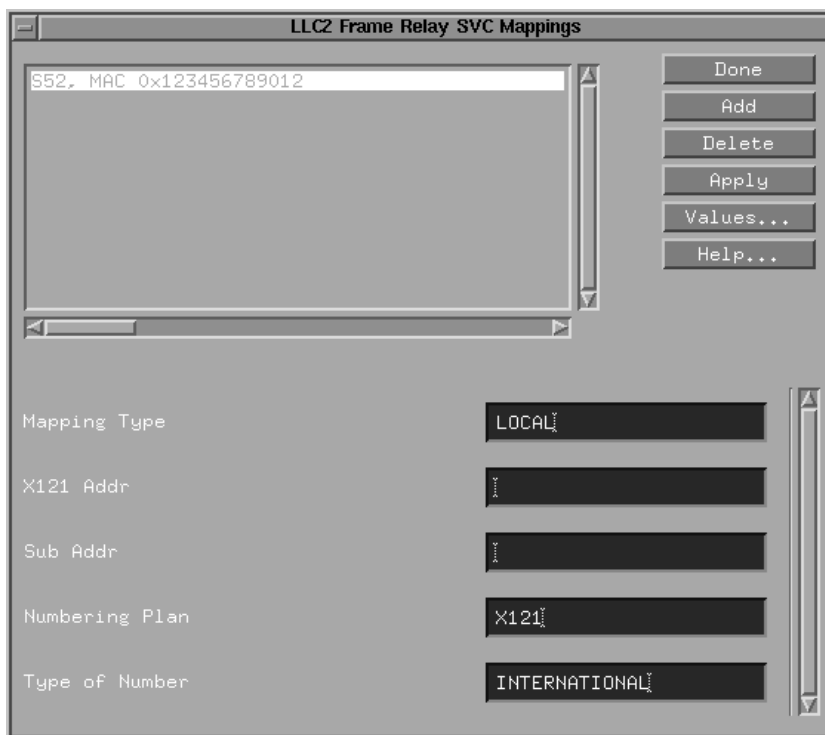 LLC2 Frame Relay SVC Mappings
S52, MAC 0x123456789012
Done
Add
Delete
Apply
Values...
Help...
Mapping Type
LOCAL
X121 Addr
Sub Addr
Numbering Plan
X121
Type of Number
INTERNATIONAL